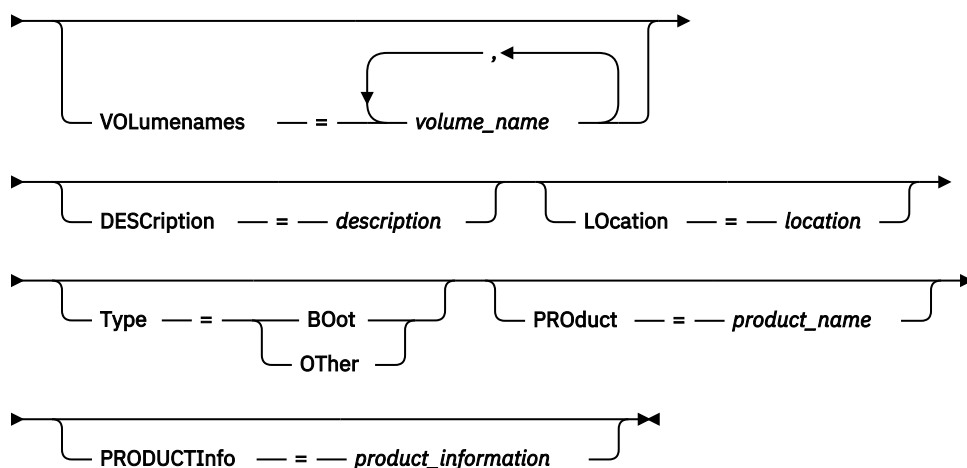 ,
VOLumenames = volume_name
DESCription = description LOcation = location
Type = BOot PROduct = product_name
OTher
PRODUCTInfo = product_information